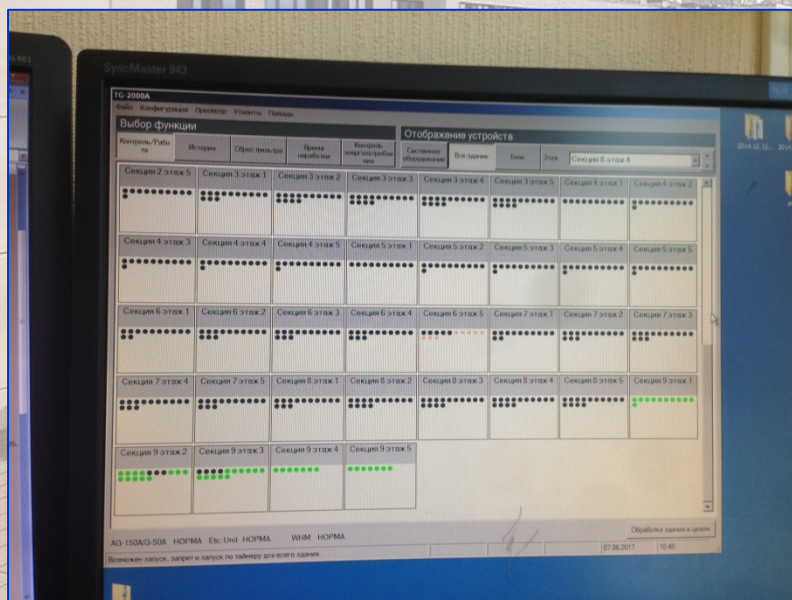 SyncMaster 943
TG-2000A
Файл Конфигурация Просмотр Утилиты Помощь
Выбор функции
Отображение устройств
Контроль/Рабо
та
История
Сброс фильтра
Время
наработки
Контроль
энергопотребле
ния
Системное
оборудование
Все здание
Блок
Этаж
Секция 8 этаж 4
Секция 2 этаж 5 Секция 3 этаж 1 Секция 3 этаж 2 Секция 3 этаж 3 Секция 3 этаж 4 Секция 3 этаж 5 Секция 4 этаж 1 Секция 4 этаж 2
Секция 4 этаж 3 Секция 4 этаж 4 Секция 4 этаж 5 Секция 5 этаж 1 Секция 5 этаж 2 Секция 5 этаж 3 Секция 5 этаж 4 Секция 5 этаж 5
Секция 6 этаж 1 Секция 6 этаж 2 Секция 6 этаж 3 Секция 6 этаж 4 Секция 6 этаж 5 Секция 7 этаж 1 Секция 7 этаж 2 Секция 7 этаж 3
Секция 7 этаж 4 Секция 7 этаж 5 Секция 8 этаж 1 Секция 8 этаж 2 Секция 8 этаж 3 Секция 8 этаж 4 Секция 8 этаж 5 Секция 9 этаж 1
Секция 9 этаж 2 Секция 9 этаж 3 Секция 9 этаж 4 Секция 9 этаж 5
Обработка здания в целом
AG-150A/G-50A НОРМА Etc. Unit НОРМА WHM НОРМА
Возможен запуск, запрет и запуск по таймеру для всего здания.
07.06.2017 10:40